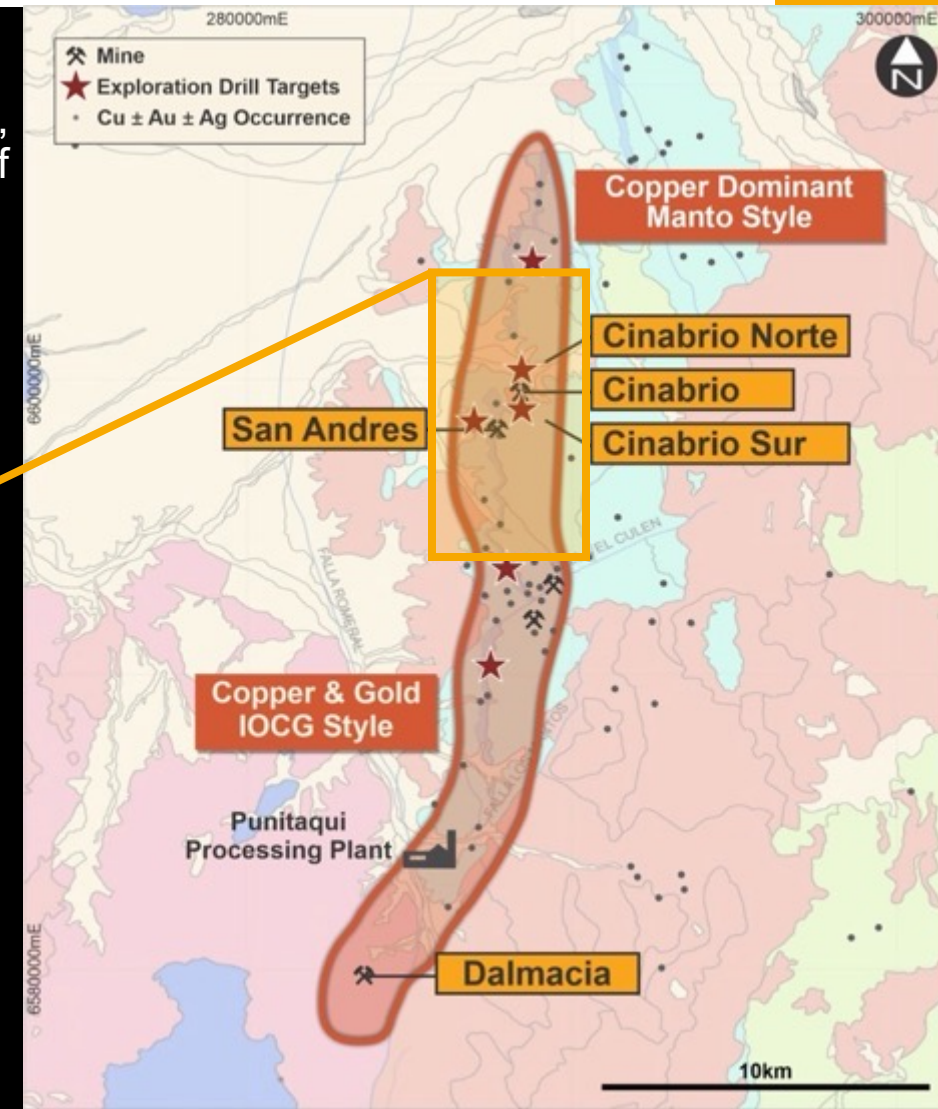 280000mE
300000mE
Mine
Exploration Drill Targets
Cu ± Au ± Ag Occurrence
N
,
f
Copper Dominant
Manto Style
6600000mE
Cinabrio Norte
Cinabrio
San Andres
Cinabrio Sur
EL CULEN
FALLA ROMERAL
Copper & Gold
IOCG Style
Punitaqui
Processing Plant
6580000mE
Dalmacia
10km